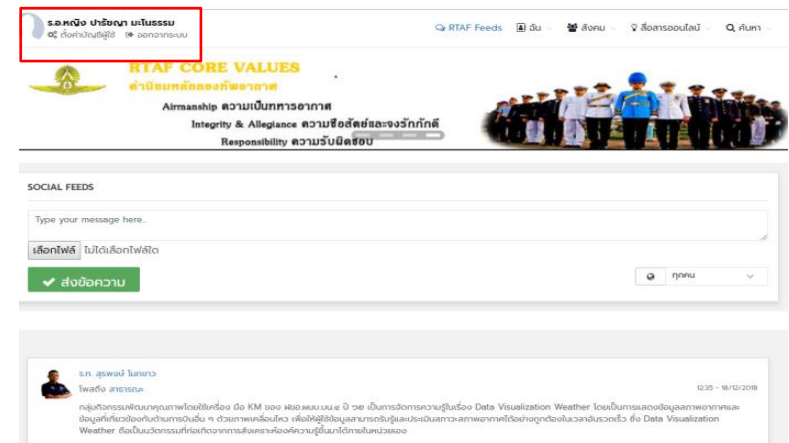 ร.อ.หญิง ปารัชญา มะโนธรรม
ตั้งค่าบัญชีผู้ใช้ ออกจากระบบ
RTAF Feeds ฉัน สังคม สื่อสารออนไลน์ ค้นหา
RTAF CORE VALUES
ค่านิยมหลักกองทัพอากาศ
Airmanship ความเป็นทหารอากาศ
Integrity & Allegiance ความซื่อสัตย์และจงรักภักดี
Responsibility ความรับผิดชอบ
SOCIAL FEEDS
Type your message here..
เลือกไฟล์ ไม่ได้เลือกไฟล์ใด
ส่งข้อความ
ทุกคน
ร.ท. สุรพงษ์ โนทยาว
โพสถึง สาธารณะ
12:35 - 18/12/2018
กลุ่มกิจกรรมพัฒนาคุณภาพโดยใช้เครื่อง มือ KM ของ ปี เป็นการจัดการความรู้ในเรื่อง Data Visualization Weather โดยเป็นการแสดงข้อมูลสภาพอากาศและ
ข้อมูลที่เกี่ยวข้องกับด้านการบินอื่น ๆ ด้วยภาพเคลื่อนไหว เพื่อให้ผู้ใช้ข้อมูลสามารถรับรู้และประเมินสภาวะสภาพอากาศได้อย่างถูกต้องในเวลาอันรวดเร็ว ซึ่ง Data Visualization
Weather ถือเป็นนวัตกรรมที่ก่อเกิดจากการสังเคราะห์องค์ความรู้ขึ้นมาใช้ภายในหน่วยเอง